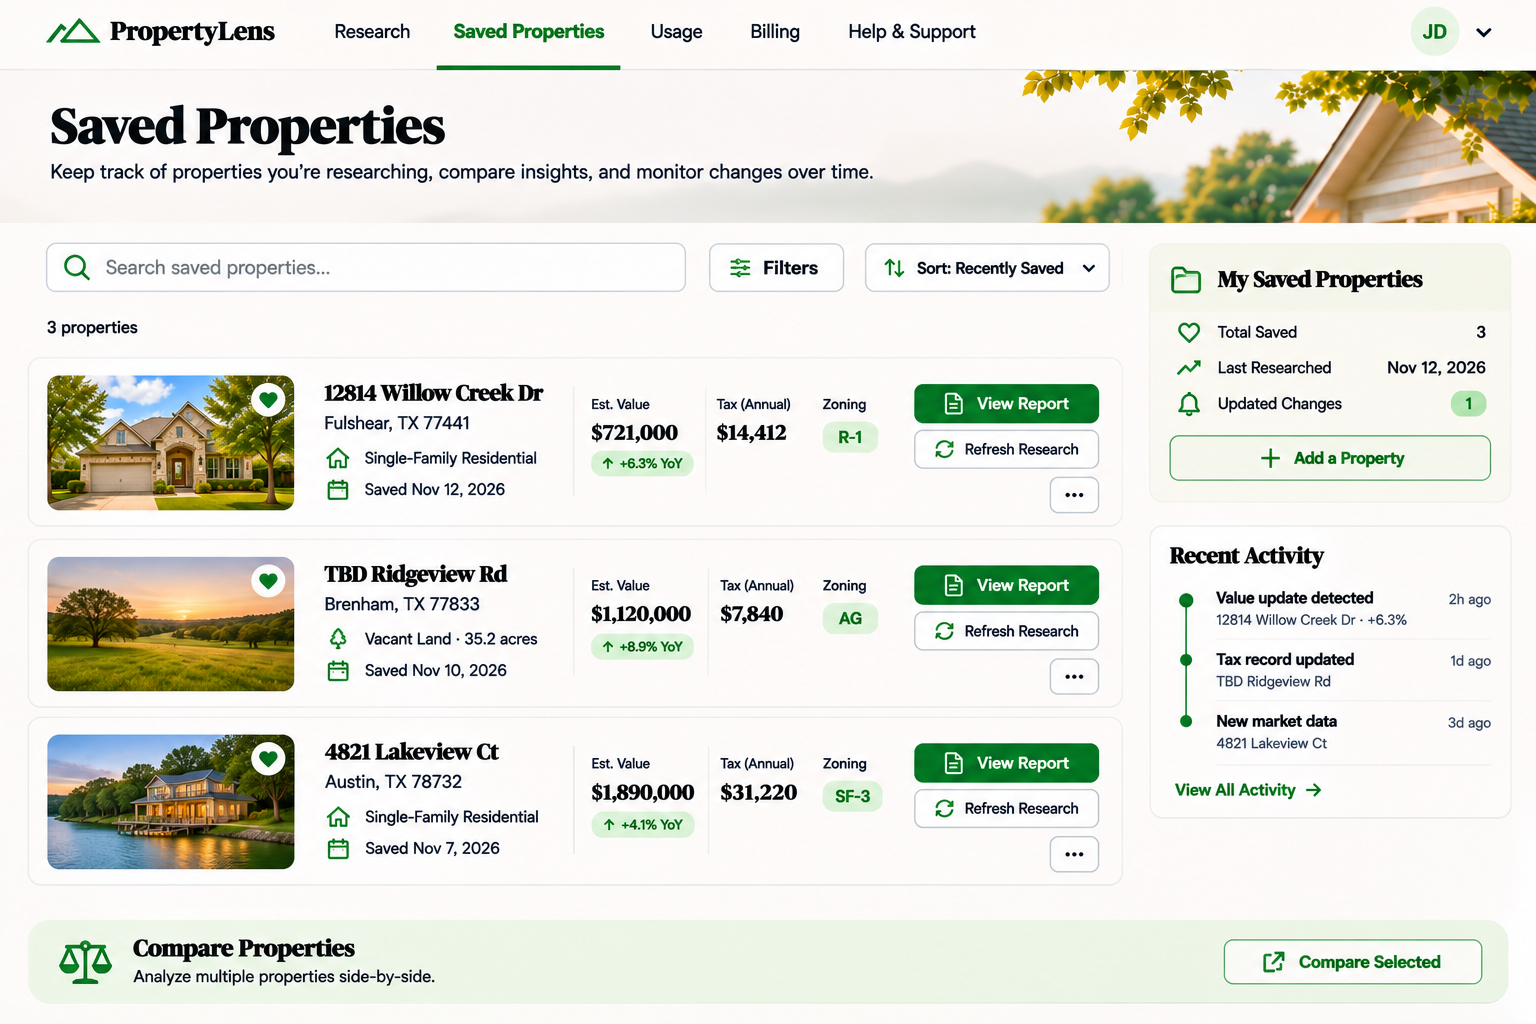 PropertyLens
Research
Saved Properties
Usage
Billing
Help & Support
JD
Saved Properties
Keep track of properties you're researching, compare insights, and monitor changes over time.
Search saved properties...
Filters
Sort: Recently Saved
3 properties
12814 Willow Creek Dr
Fulshear, TX 77441
Single-Family Residential
Saved Nov 12, 2026
Est. Value
$721,000
↑ +6.3% YoY
Tax (Annual)
$14,412
Zoning
R-1
View Report
Refresh Research
...
TBD Ridgeview Rd
Brenham, TX 77833
Vacant Land · 35.2 acres
Saved Nov 10, 2026
Est. Value
$1,120,000
↑ +8.9% YoY
Tax (Annual)
$7,840
Zoning
AG
View Report
Refresh Research
...
4821 Lakeview Ct
Austin, TX 78732
Single-Family Residential
Saved Nov 7, 2026
Est. Value
$1,890,000
↑ +4.1% YoY
Tax (Annual)
$31,220
Zoning
SF-3
View Report
Refresh Research
...
My Saved Properties
Total Saved 3
Last Researched Nov 12, 2026
Updated Changes 1
+ Add a Property
Recent Activity
Value update detected 2h ago
12814 Willow Creek Dr · +6.3%
Tax record updated 1d ago
TBD Ridgeview Rd
New market data 3d ago
4821 Lakeview Ct
View All Activity →
Compare Properties
Analyze multiple properties side-by-side.
Compare Selected